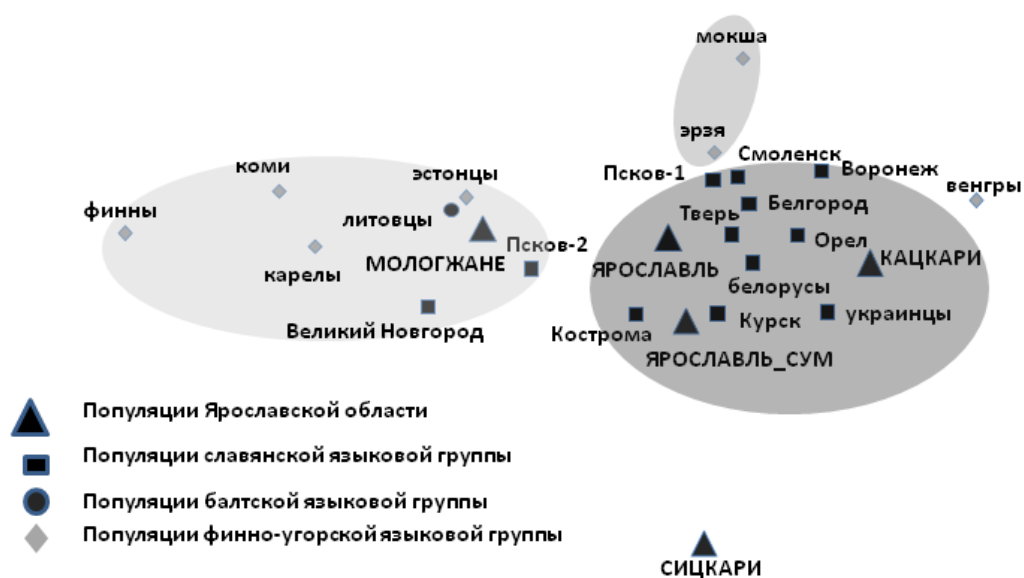 мокша
эрзя
Смоленск
Псков-1
Воронеж
коми
эстонцы
венгры
финны
литовцы
Тверь
Белгород
Псков-2
Орел
МОЛОГЖАНЕ
ЯРОСЛАВЛЬ
КАЦКАРИ
карелы
белорусы
Великий Новгород
Кострома
Курск
украинцы
ЯРОСЛАВЛЬ_СУМ
Популяции Ярославской области
Популяции славянской языковой группы
Популяции балтской языковой группы
Популяции финно-угорской языковой группы
СИЦКАРИ